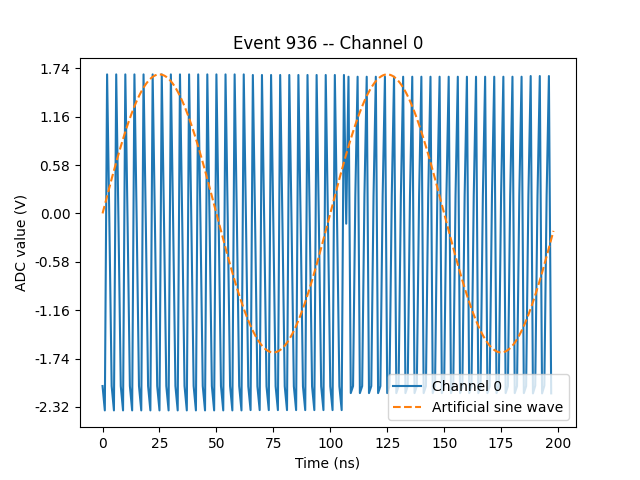 Event 936 -- Channel 0
ADC value (V)
1.74
1.16
0.58
0.00
-0.58
-1.16
-1.74
-2.32
Channel 0
Artificial sine wave
0 25 50 75 100 125 150 175 200
Time (ns)